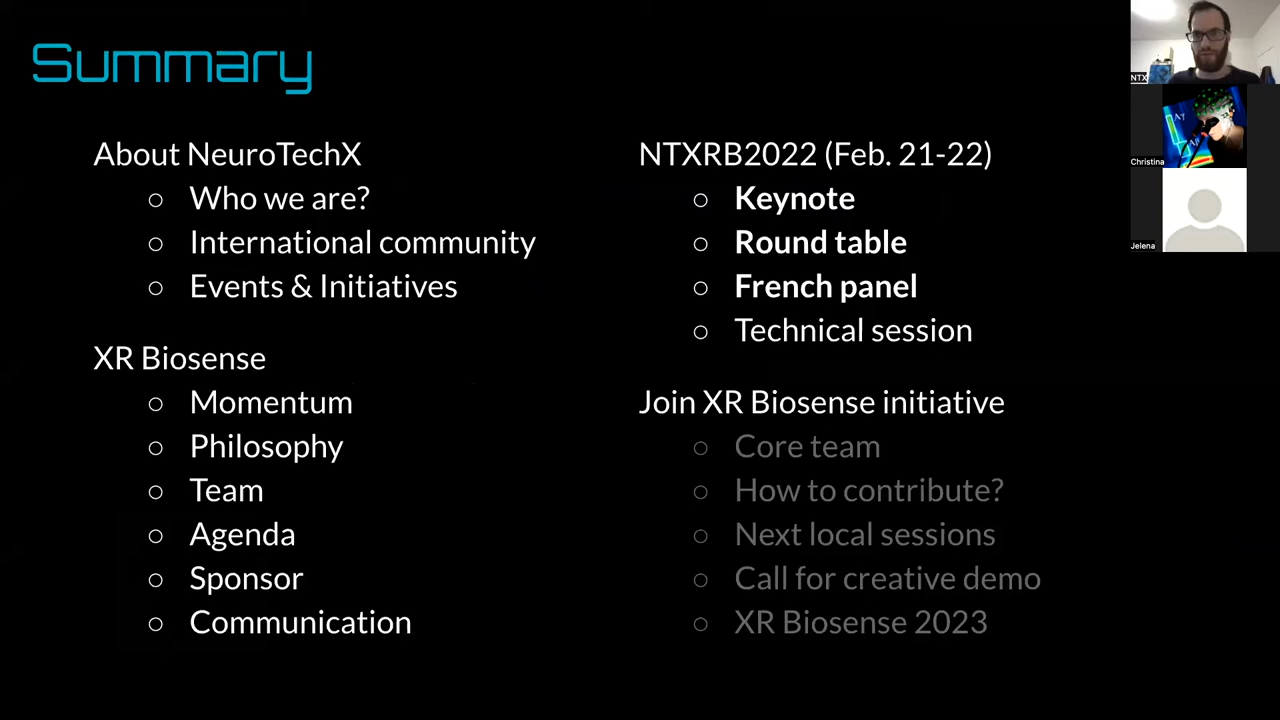 Summary
About NeuroTechX
○ Who we are?
○ International community
○ Events & Initiatives
XR Biosense
○ Momentum
○ Philosophy
○ Team
○ Agenda
○ Sponsor
○ Communication
NTXRB2022 (Feb. 21-22)
○ Keynote
○ Round table
○ French panel
○ Technical session
Join XR Biosense initiative
○ Core team
○ How to contribute?
○ Next local sessions
○ Call for creative demo
○ XR Biosense 2023
NTX
Christina
Jelena